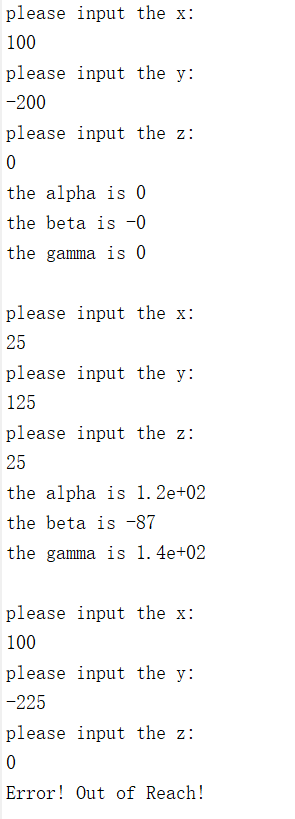 please input the x:
100
please input the y:
-200
please input the z:
0
the alpha is 0
the beta is -0
the gamma is 0
please input the x:
25
please input the y:
125
please input the z:
25
the alpha is 1.2e+02
the beta is -87
the gamma is 1.4e+02
please input the x:
100
please input the y:
-225
please input the z:
0
Error! Out of Reach!